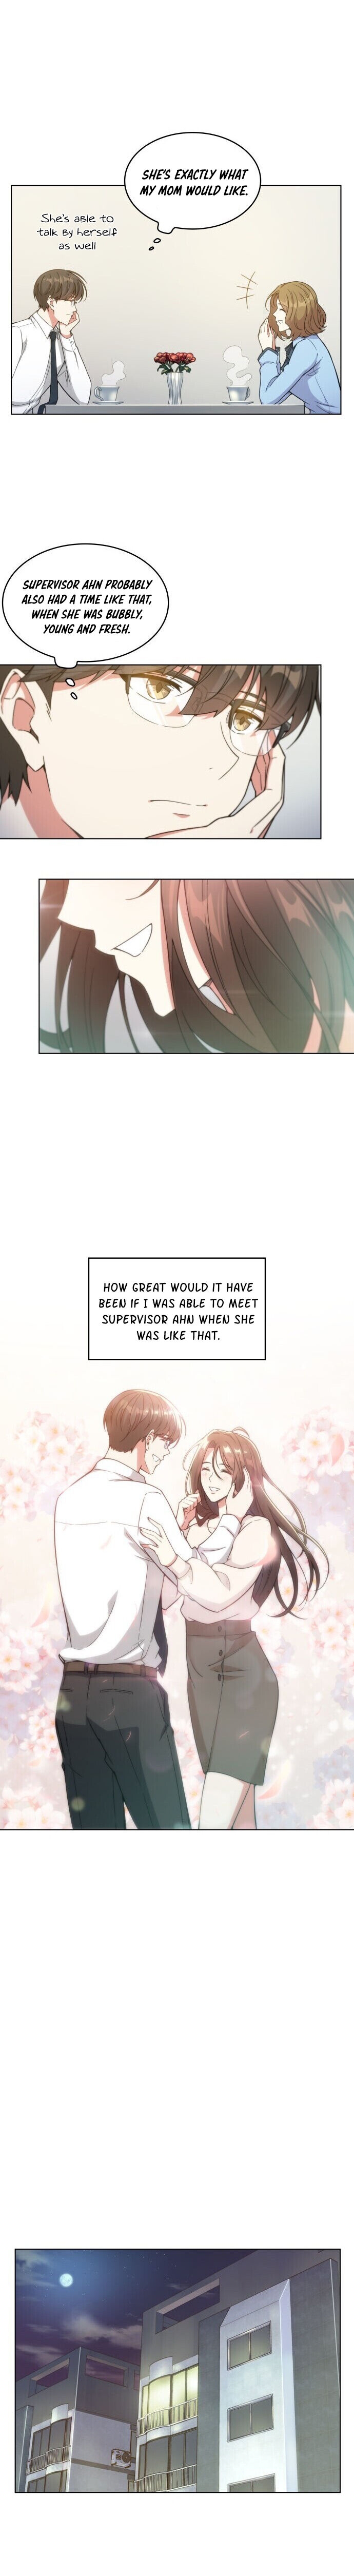 SHE'S EXACTLY WHAT
MY MOM WOULD LIKE.
She's able to
talk by herself
as well
SUPERVISOR AHN PROBABLY
ALSO HAD A TIME LIKE THAT,
WHEN SHE WAS BUBBLY,
YOUNG AND FRESH.
HOW GREAT WOULD IT HAVE
BEEN IF I WAS ABLE TO MEET
SUPERVISOR AHN WHEN SHE
WAS LIKE THAT.